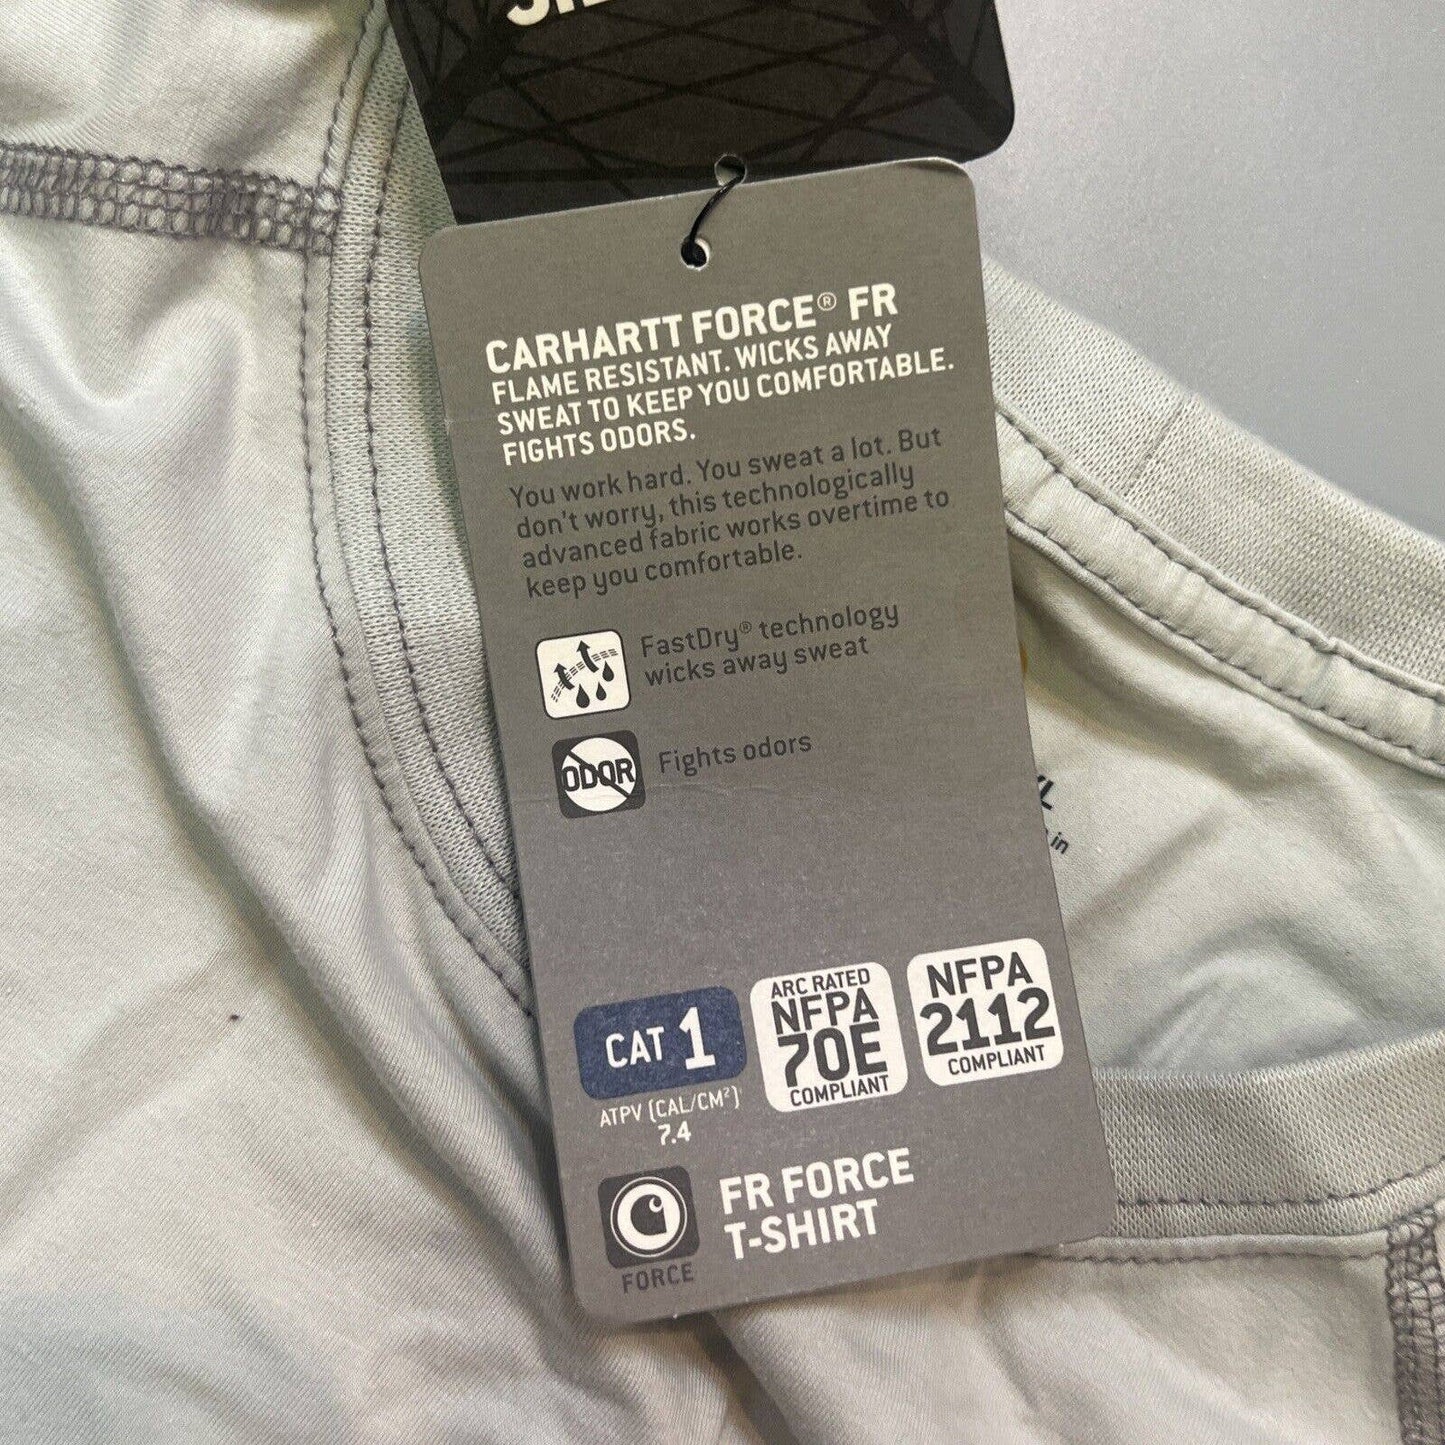 CARHARTT FORCE® FR
FLAME RESISTANT. WICKS AWAY
SWEAT TO KEEP YOU COMFORTABLE.
FIGHTS ODORS.
You work hard. You sweat a lot. But
don't worry, this technologically
advanced fabric works overtime to
keep you comfortable.
FastDry® technology
wicks away sweat
ODOR
Fights odors
CAT 1
ATPV (CAL/CM²)
7.4
ARC RATED
NFPA
70E
COMPLIANT
NFPA
2112
COMPLIANT
FORCE
FR FORCE
T-SHIRT
in